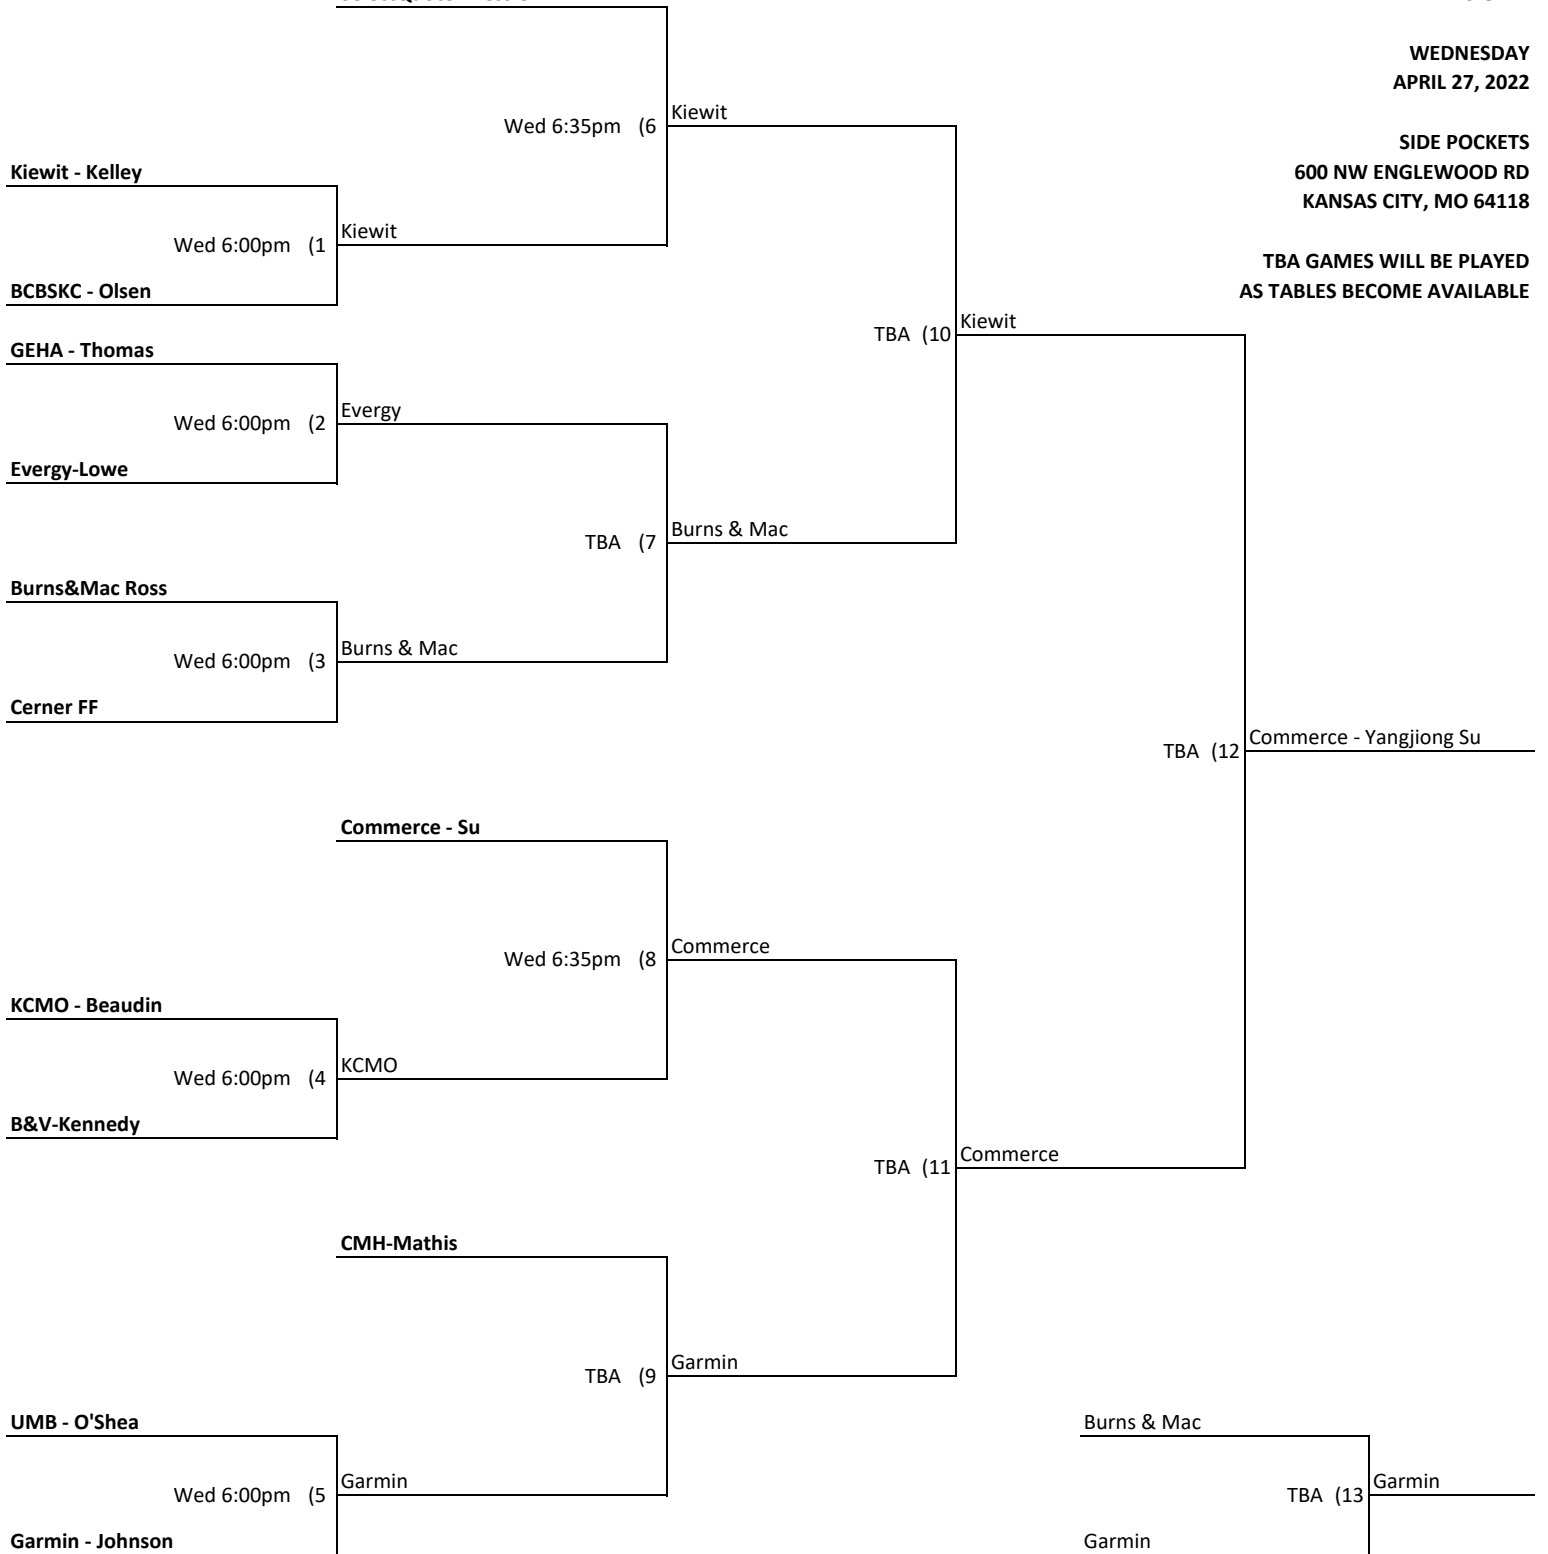 WEDNESDAY
APRIL 27, 2022
Kiewit
Wed 6:35pm (6
SIDE POCKETS
Kiewit - Kelley
600 NW ENGLEWOOD RD
KANSAS CITY, MO 64118
Kiewit
Wed 6:00pm (1
TBA GAMES WILL BE PLAYED
BCBSKC - Olsen
AS TABLES BECOME AVAILABLE
Kiewit
TBA (10
GEHA - Thomas
Evergy
Wed 6:00pm (2
Evergy-Lowe
Burns & Mac
TBA (7
Burns&Mac Ross
Burns & Mac
Wed 6:00pm (3
Cerner FF
Commerce - Yangjiong Su
TBA (12
Commerce - Su
Commerce
Wed 6:35pm (8
KCMO - Beaudin
KCMO
Wed 6:00pm (4
B&V-Kennedy
Commerce
TBA (11
CMH-Mathis
Garmin
TBA (9
UMB - O'Shea
Burns & Mac
Garmin
Wed 6:00pm (5
Garmin
TBA (13
Garmin - Johnson
Garmin